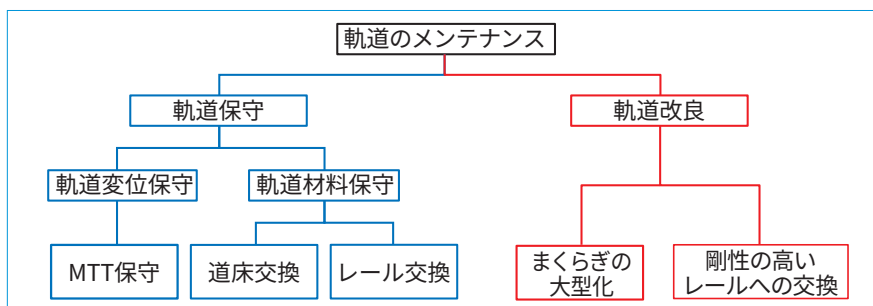 軌道のメンテナンス
軌道保守
軌道改良
軌道変位保守
軌道材料保守
MTT保守
道床交換
レール交換
まくらぎの
大型化
剛性の高い
レールへの交換